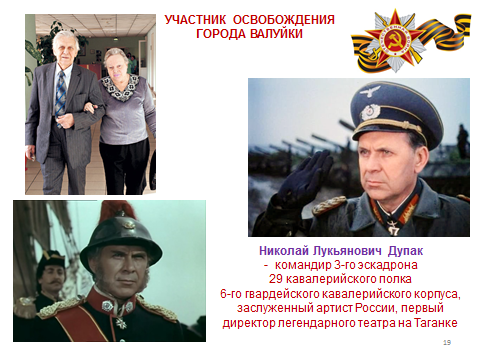 УЧАСТНИК ОСВОБОЖДЕНИЯ
ГОРОДА ВАЛУЙКИ
Николай Лукьянович Дупак
- командир 3-го эскадрона
29 кавалерийского полка
6-го гвардейского кавалерийского корпуса,
заслуженный артист России, первый
директор легендарного театра на Таганке
19